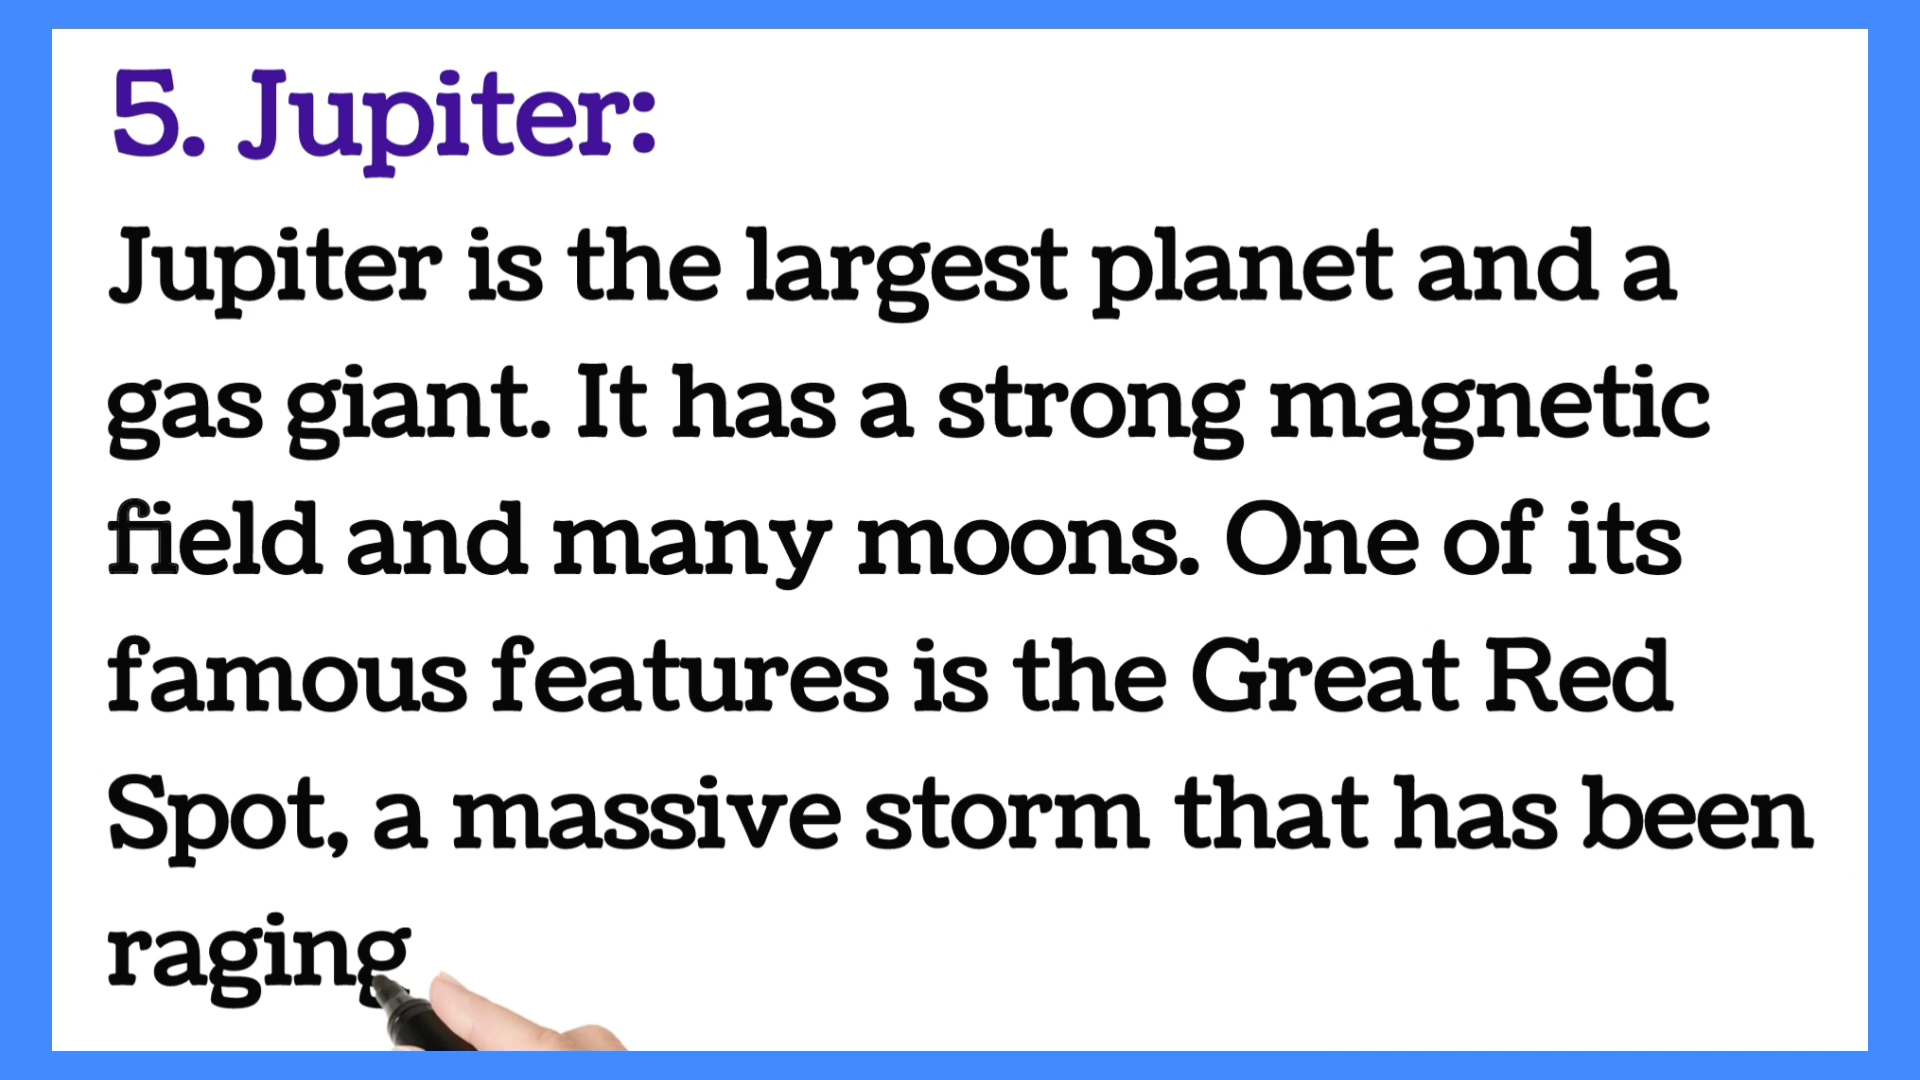 5. Jupiter:
Jupiter is the largest planet and a
gas giant. It has a strong magnetic
field and many moons. One of its
famous features is the Great Red
Spot, a massive storm that has been
raging